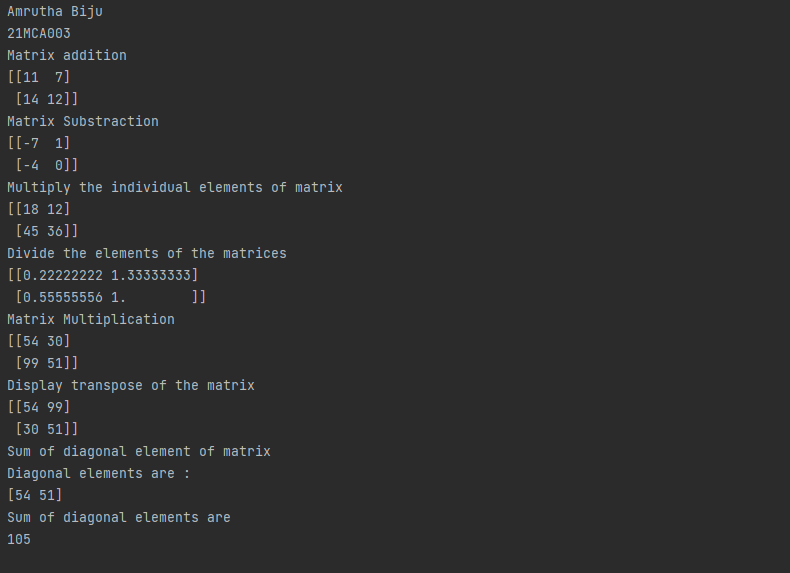 Amrutha Biju
21MCA003
Matrix addition
[[11  7]
 [14 12]]
Matrix Substraction
[[-7  1]
 [-4  0]]
Multiply the individual elements of matrix
[[18 12]
 [45 36]]
Divide the elements of the matrices
[[0.22222222 1.33333333]
 [0.55555556 1.        ]]
Matrix Multiplication
[[54 30]
 [99 51]]
Display transpose of the matrix
[[54 99]
 [30 51]]
Sum of diagonal element of matrix
Diagonal elements are :
[54 51]
Sum of diagonal elements are
105